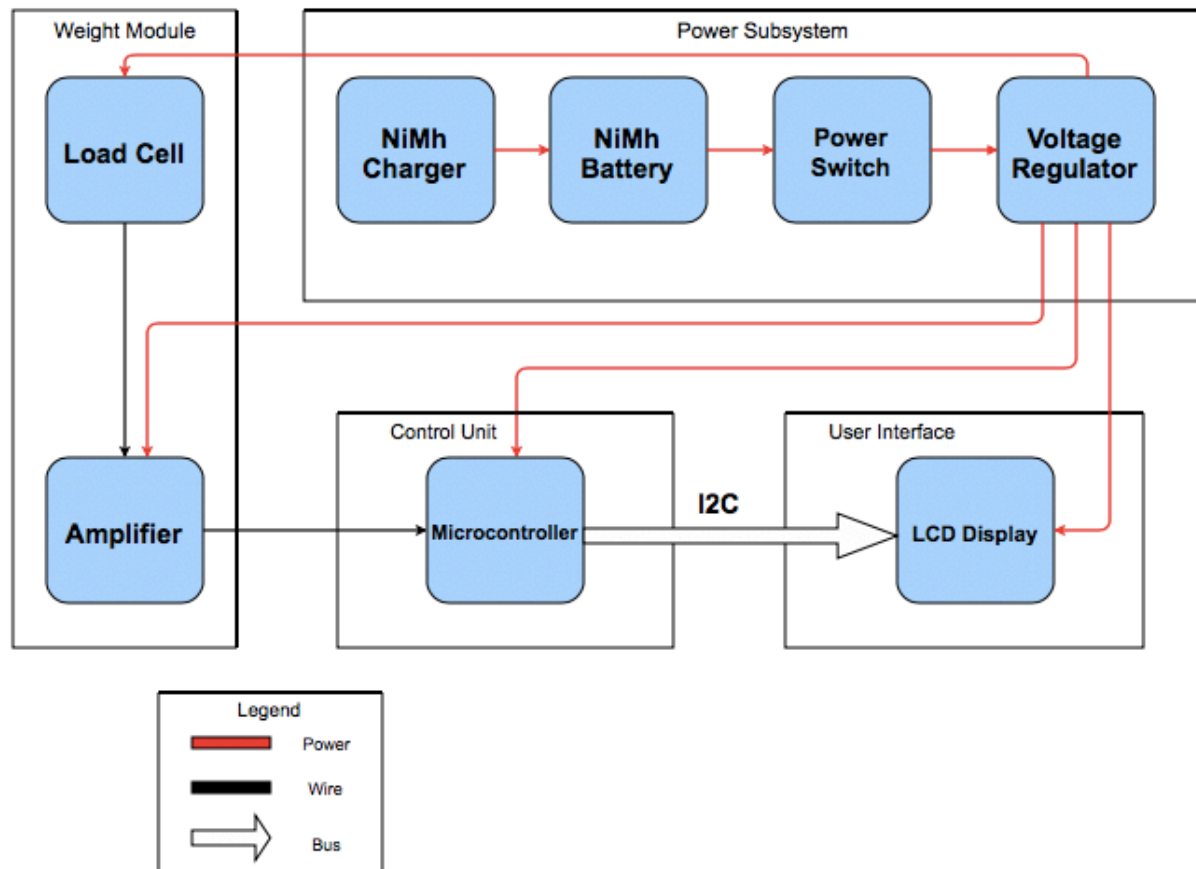 Weight Module
Power Subsystem
Load Cell
NiMh
Charger
NiMh
Battery
Power
Switch
Voltage
Regulator
Control Unit
User Interface
Amplifier
Microcontroller
I2C
LCD Display
Legend
Power
Wire
Bus